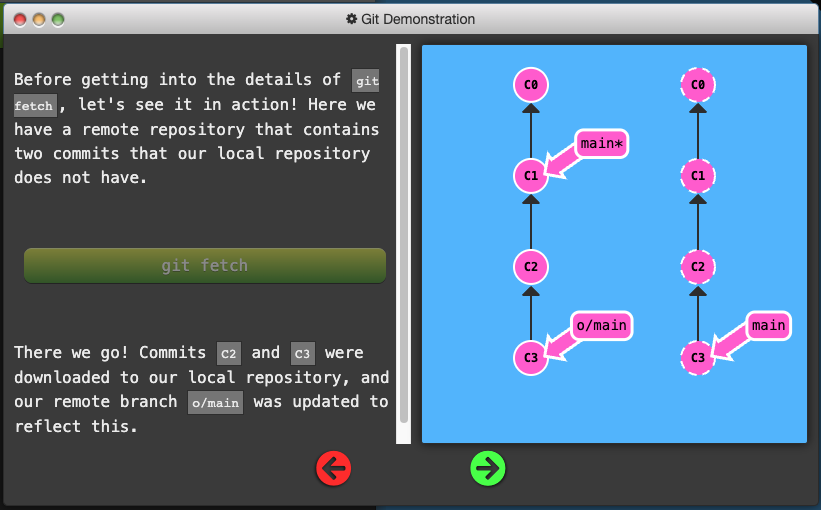 Git Demonstration
Before getting into the details of git
fetch, let's see it in action! Here we
have a remote repository that contains
two commits that our local repository
does not have.
git fetch
There we go! Commits C2 and C3 were
downloaded to our local repository, and
our remote branch o/main was updated to
reflect this.
C0
C0
main*
C1
C1
C2
C2
o/main
main
C3
C3